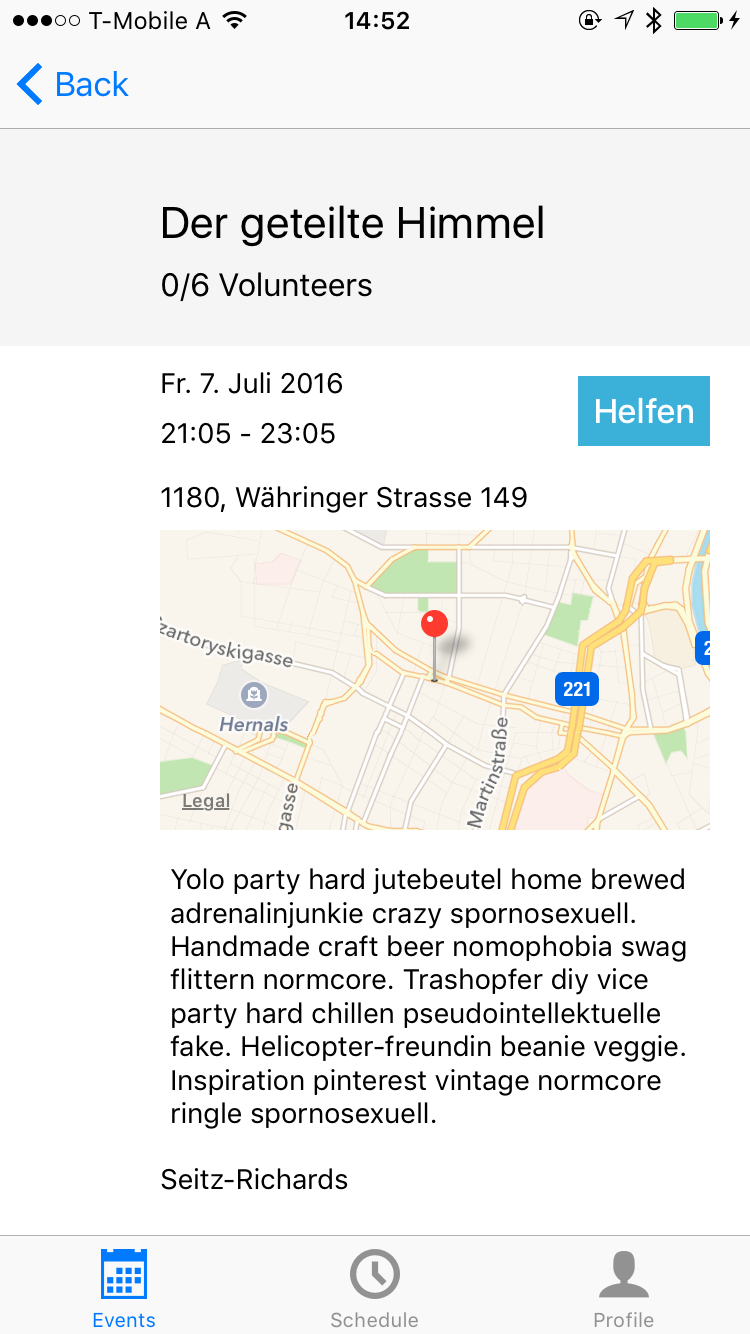 T-Mobile A 14:52
Back
Der geteilte Himmel
0/6 Volunteers
Fr. 7. Juli 2016
21:05 - 23:05
Helfen
1180, Währinger Strasse 149
zartoryskigasse
2
221
Hernals
Martinstraße
Legal
gasse
Yolo party hard jutebeutel home brewed
adrenalinjunkie crazy spornosexuell.
Handmade craft beer nomophobia swag
flittern normcore. Trashopfer diy vice
party hard chillen pseudointellektuelle
fake. Helicopter-freundin beanie veggie.
Inspiration pinterest vintage normcore
ringle spornosexuell.
Seitz-Richards
Events Schedule Profile